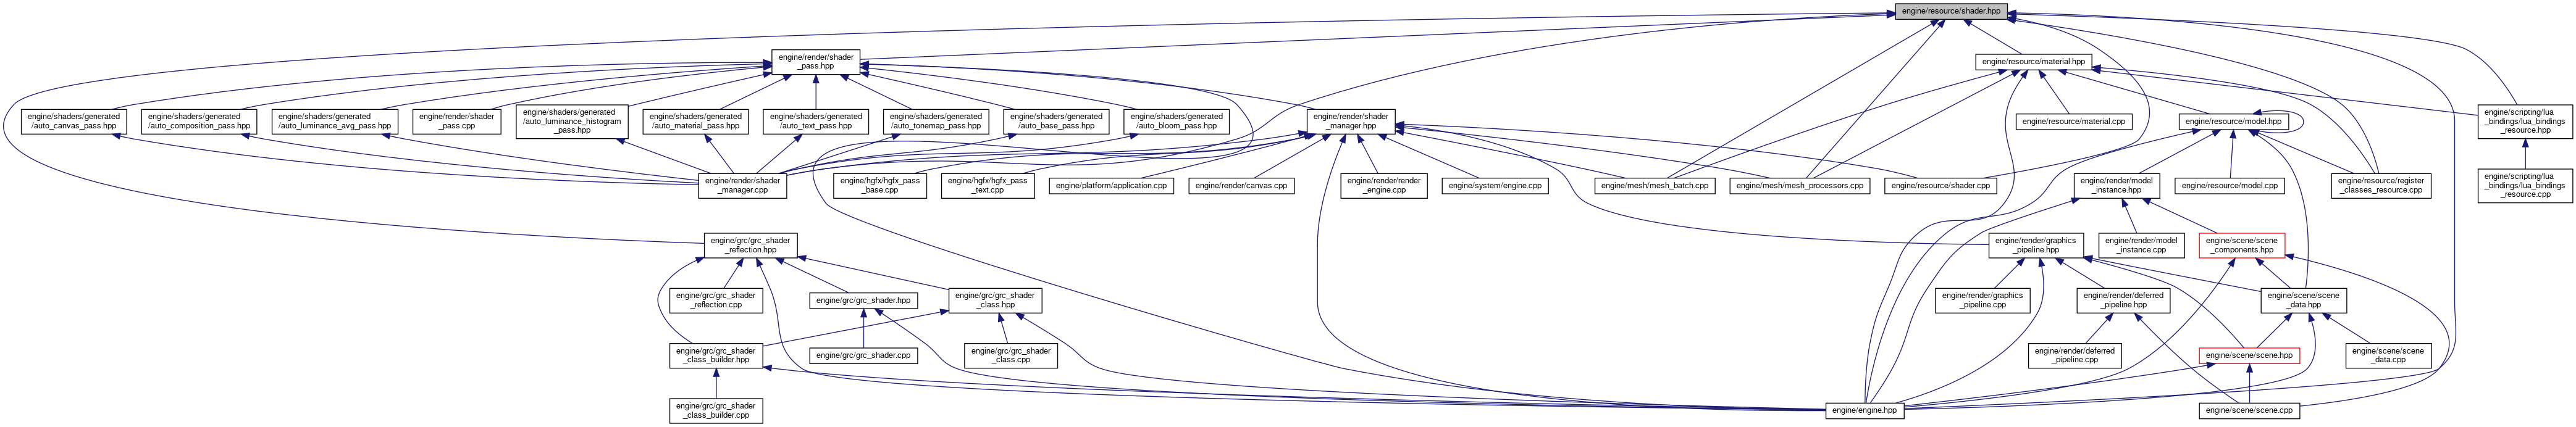 engine/resource/shader.hpp
engine/render/shader
_pass.hpp
engine/resource/material.hpp
engine/shaders/generated
/auto_canvas_pass.hpp
engine/shaders/generated
/auto_composition_pass.hpp
engine/shaders/generated
/auto_luminance_avg_pass.hpp
engine/render/shader
_pass.cpp
engine/shaders/generated
/auto_luminance_histogram
_pass.hpp
engine/shaders/generated
/auto_material_pass.hpp
engine/shaders/generated
/auto_text_pass.hpp
engine/shaders/generated
/auto_tonemap_pass.hpp
engine/shaders/generated
/auto_base_pass.hpp
engine/shaders/generated
/auto_bloom_pass.hpp
engine/render/shader
_manager.hpp
engine/resource/material.cpp
engine/resource/model.hpp
engine/scripting/lua
_bindings/lua_bindings
_resource.hpp
engine/render/shader
_manager.cpp
engine/hgfx/hgfx_pass
_base.cpp
engine/hgfx/hgfx_pass
_text.cpp
engine/platform/application.cpp
engine/render/canvas.cpp
engine/render/render
_engine.cpp
engine/system/engine.cpp
engine/mesh/mesh_batch.cpp
engine/mesh/mesh_processors.cpp
engine/resource/shader.cpp
engine/render/model
_instance.hpp
engine/resource/model.cpp
engine/resource/register
_classes_resource.cpp
engine/scripting/lua
_bindings/lua_bindings
_resource.cpp
engine/grc/grc_shader
_reflection.hpp
engine/render/graphics
_pipeline.hpp
engine/render/model
_instance.cpp
engine/scene/scene
_components.hpp
engine/grc/grc_shader
_reflection.cpp
engine/grc/grc_shader.hpp
engine/grc/grc_shader
_class.hpp
engine/render/graphics
_pipeline.cpp
engine/render/deferred
_pipeline.hpp
engine/scene/scene
_data.hpp
engine/grc/grc_shader
_class_builder.hpp
engine/grc/grc_shader.cpp
engine/grc/grc_shader
_class.cpp
engine/render/deferred
_pipeline.cpp
engine/scene/scene.hpp
engine/scene/scene
_data.cpp
engine/grc/grc_shader
_class_builder.cpp
engine/engine.hpp
engine/scene/scene.cpp